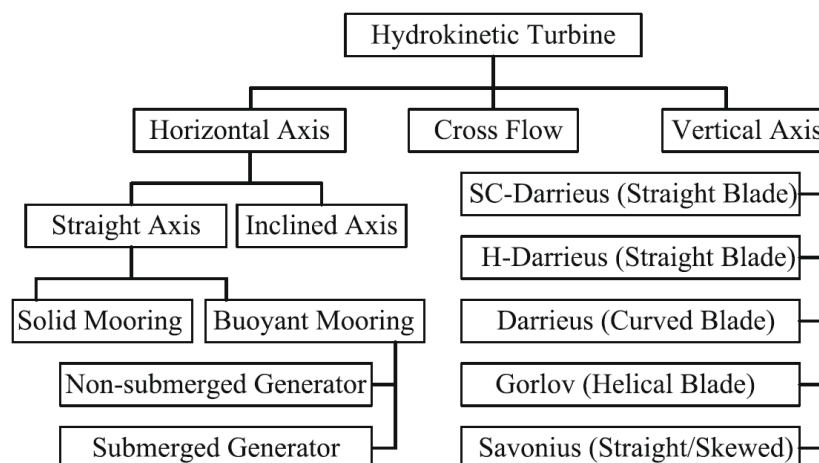 Hydrokinetic Turbine
Horizontal Axis
Cross Flow
Vertical Axis
Straight Axis
Inclined Axis
Solid Mooring
Buoyant Mooring
Non-submerged Generator
Submerged Generator
SC-Darrieus (Straight Blade)
H-Darrieus (Straight Blade)
Darrieus (Curved Blade)
Gorlov (Helical Blade)
Savonius (Straight/Skewed)